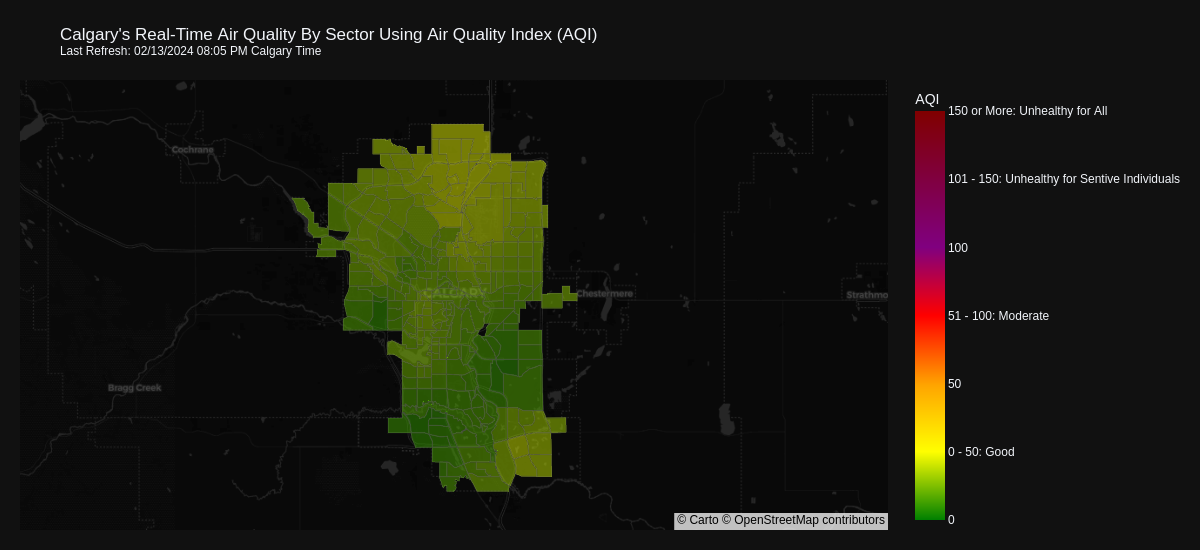 Calgary's Real-Time Air Quality By Sector Using Air Quality Index (AQI)
Last Refresh: 02/13/2024 08:05 PM Calgary Time
AQI
150 or More: Unhealthy for All
Cochrane
101 - 150: Unhealthy for Sentive Individuals
100
CALGARY
Chestermere
Strathmo
51 - 100: Moderate
50
Bragg Creek
0 - 50: Good
0
© Carto © OpenStreetMap contributors